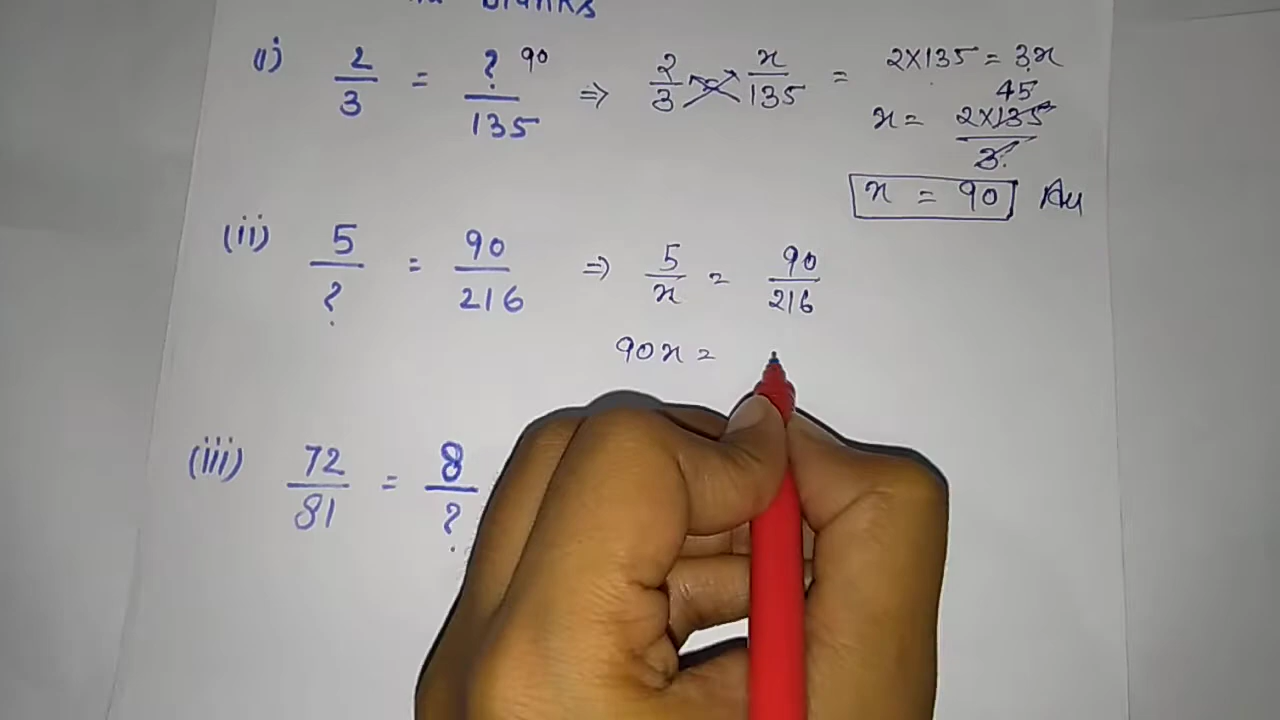 blanks
(i) 2/3 = ?/135 90 ⇒ 2/3 x/135 = 2×135 = 3x
45
x = 2×135/3
x = 90
(ii) 5/? = 90/216 ⇒ 5/x = 90/216
90x =
(iii) 72/81 = 8/?